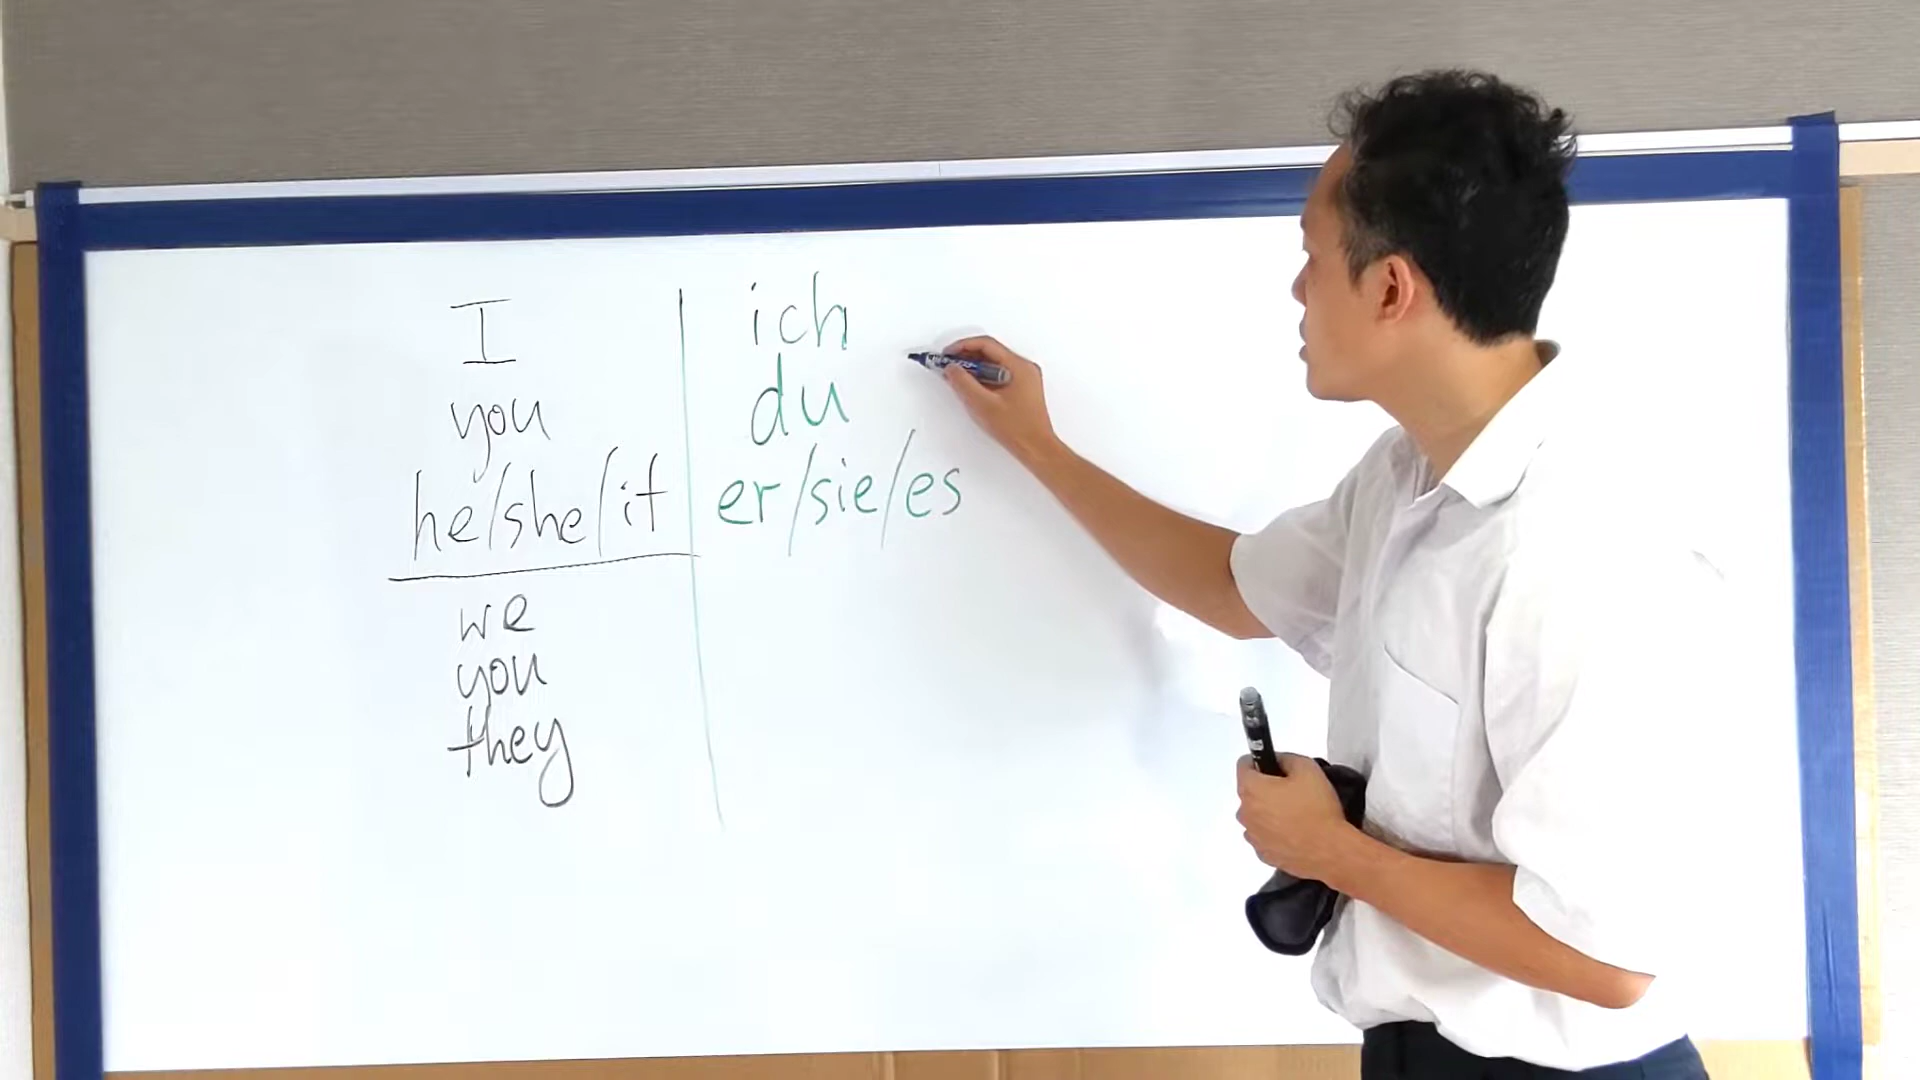 I ich
you du
he/she/it er/sie/es
we
you
they